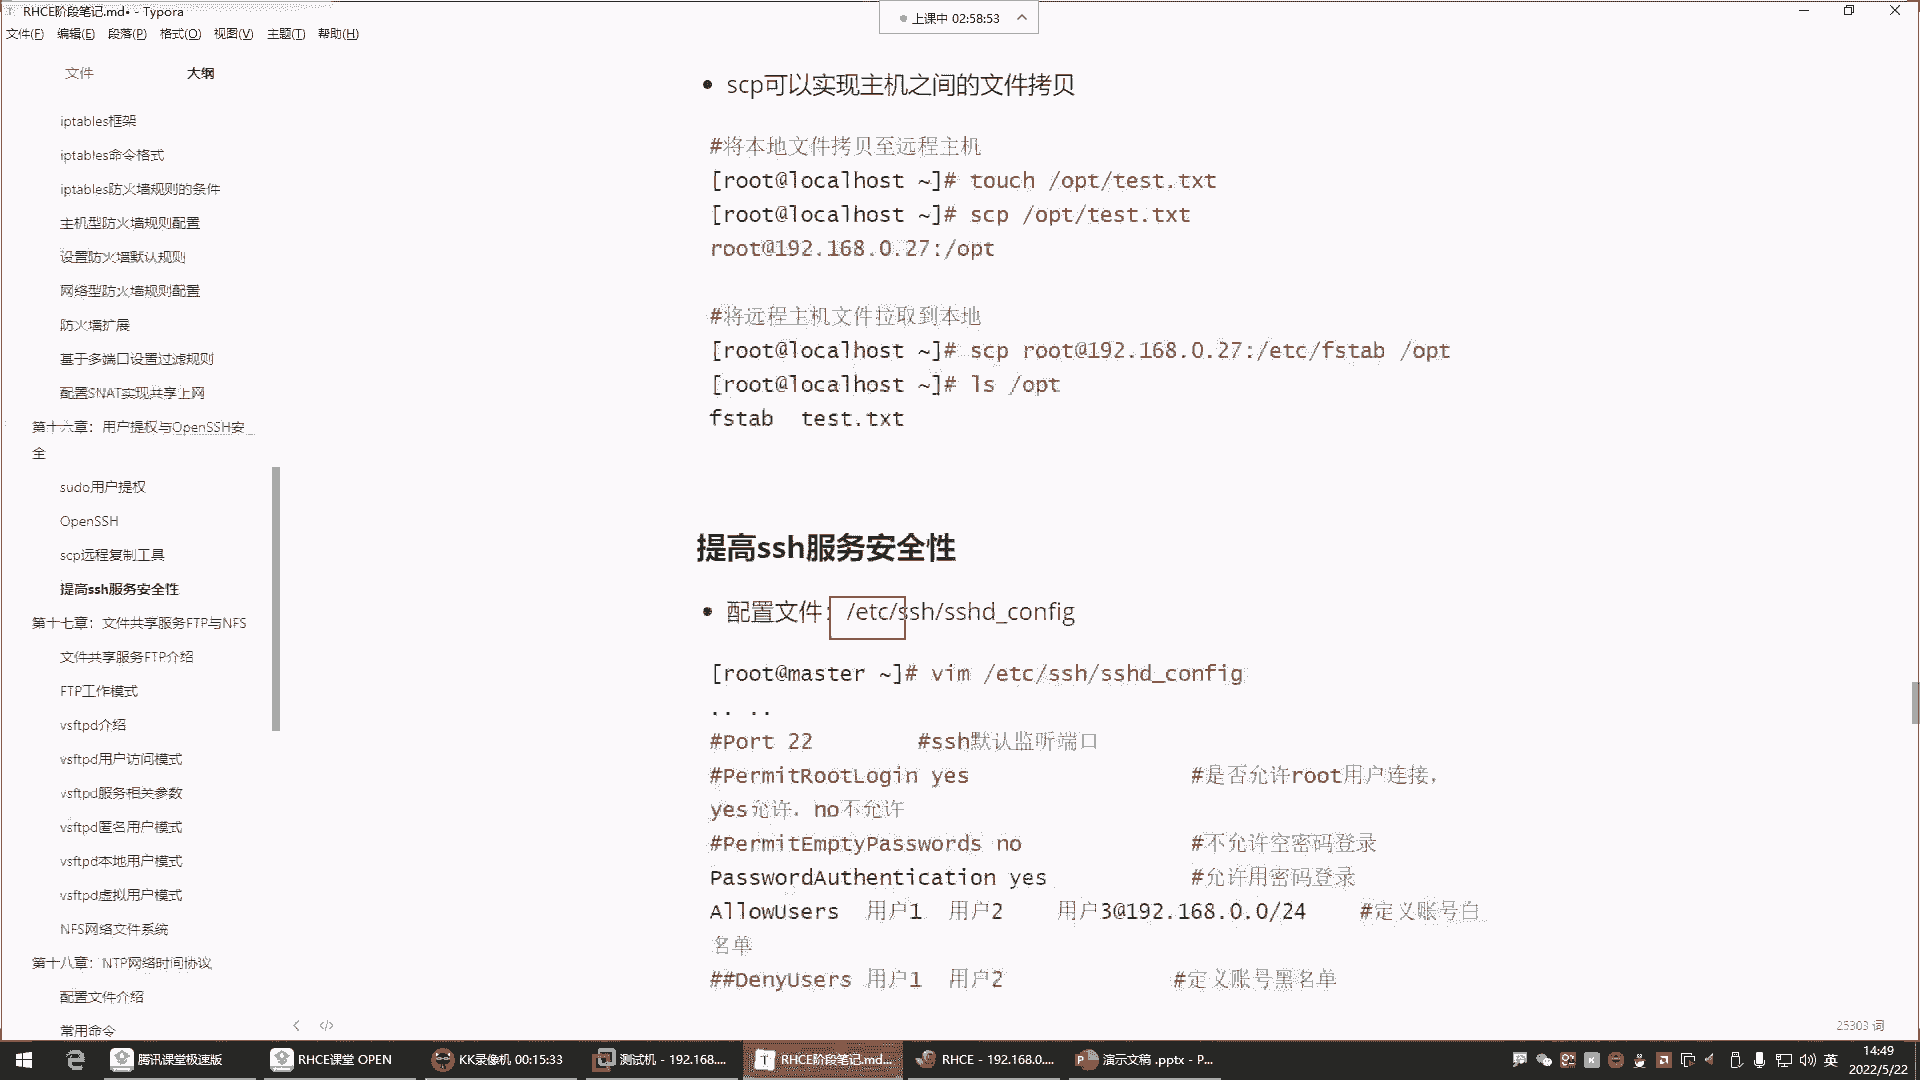 RHCE阶段笔记.md• - Typora
上课中 02:58:53
文件(F) 编辑(E) 段落(P) 格式(O) 视图(V) 主题(T) 帮助(H)
文件 大纲
iptables框架
iptables命令格式
iptables防火墙规则的条件
主机型防火墙规则配置
设置防火墙默认规则
网络型防火墙规则配置
防火墙扩展
基于多端口设置过滤规则
配置SNAT实现共享上网
第十六章：用户提权与OpenSSH安
全
sudo用户提权
OpenSSH
scp远程复制工具
提高ssh服务安全性
第十七章：文件共享服务FTP与NFS
文件共享服务FTP介绍
FTP工作模式
vsftpd介绍
vsftpd用户访问模式
vsftpd服务相关参数
vsftpd匿名用户模式
vsftpd本地用户模式
vsftpd虚拟用户模式
NFS网络文件系统
第十八章：NTP网络时间协议
配置文件介绍
常用命令
• scp可以实现主机之间的文件拷贝
#将本地文件拷贝至远程主机
[root@localhost ~]# touch /opt/test.txt
[root@localhost ~]# scp /opt/test.txt
root@192.168.0.27:/opt
#将远程主机文件拉取到本地
[root@localhost ~]# scp root@192.168.0.27:/etc/fstab /opt
[root@localhost ~]# ls /opt
fstab  test.txt
提高ssh服务安全性
• 配置文件：/etc/ssh/sshd_config
[root@master ~]# vim /etc/ssh/sshd_config
.. ..
#Port 22 #ssh默认监听端口
#PermitRootLogin yes #是否允许root用户连接，
yes允许．no不允许
#PermitEmptyPasswords no #不允许空密码登录
PasswordAuthentication yes #允许用密码登录
AllowUsers 用户1 用户2 用户3@192.168.0.0/24 #定义账号白
名单
##DenyUsers 用户1 用户2 #定义账号黑名单
25303 词
腾讯课堂极速版 RHCE课堂 OPEN KK录像机 00:15:33 测试机 - 192.168.... RHCE阶段笔记.md... RHCE - 192.168.0.... 演示文稿 .pptx - P... 英 14:49
2022/5/22